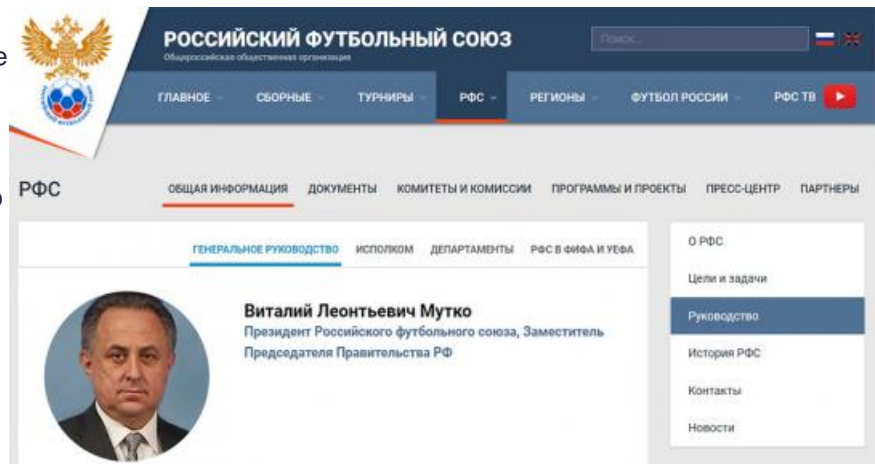 е
о
РОССИЙСКИЙ ФУТБОЛЬНЫЙ СОЮЗ
Общероссийская общественная организация
Поиск...
ГЛАВНОЕ СБОРНЫЕ ТУРНИРЫ РФС РЕГИОНЫ ФУТБОЛ РОССИИ РФС ТВ
РФС
ОБЩАЯ ИНФОРМАЦИЯ ДОКУМЕНТЫ КОМИТЕТЫ И КОМИССИИ ПРОГРАММЫ И ПРОЕКТЫ ПРЕСС-ЦЕНТР ПАРТНЕРЫ
ГЕНЕРАЛЬНОЕ РУКОВОДСТВО ИСПОЛКОМ ДЕПАРТАМЕНТЫ РФС В ФИФА И УЕФА
Виталий Леонтьевич Мутко
Президент Российского футбольного союза, Заместитель
Председателя Правительства РФ
О РФС
Цели и задачи
Руководство
История РФС
Контакты
Новости